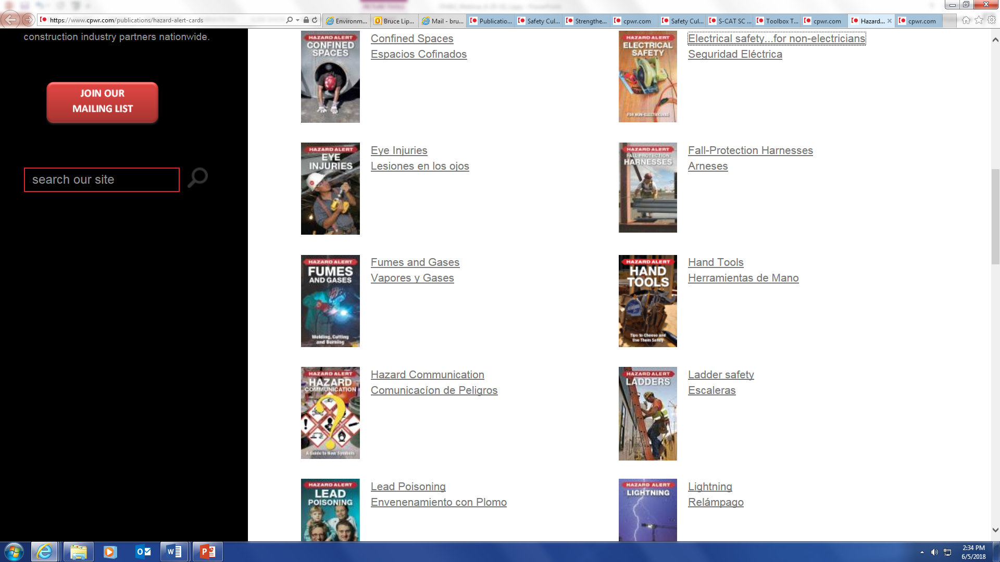 https://www.cpwr.com/publications/hazard-alert-cards
Environm...
Bruce Lip...
Mail - bru...
Publicatio...
Safety Cul...
Strengthe...
cpwr.com
Safety Cul...
S-CAT SC ...
Toolbox T...
cpwr.com
Hazard...
cpwr.com
construction industry partners nationwide.
JOIN OUR
MAILING LIST
search our site
HAZARD ALERT
CONFINED
SPACES
Confined Spaces
Espacios Cofinados
HAZARD ALERT
ELECTRICAL
SAFETY
FOR NON-ELECTRICIANS
Electrical safety...for non-electricians
Seguridad Eléctrica
HAZARD ALERT
EYE
INJURIES
Eye Injuries
Lesiones en los ojos
HAZARD ALERT
FALL PROTECTION
HARNESSES
Fall-Protection Harnesses
Arneses
HAZARD ALERT
FUMES
AND GASES
Welding, Cutting
and Burning
Fumes and Gases
Vapores y Gases
HAZARD ALERT
HAND
TOOLS
Tips to Choose and
Use Them Safely
Hand Tools
Herramientas de Mano
HAZARD ALERT
HAZARD
COMMUNICATION
A Guide to New Symbols
Hazard Communication
Comunicacíon de Peligros
HAZARD ALERT
LADDERS
Ladder safety
Escaleras
HAZARD ALERT
LEAD
POISONING
Lead Poisoning
Envenenamiento con Plomo
HAZARD ALERT
LIGHTNING
Lightning
Relámpago
2:34 PM
6/5/2018